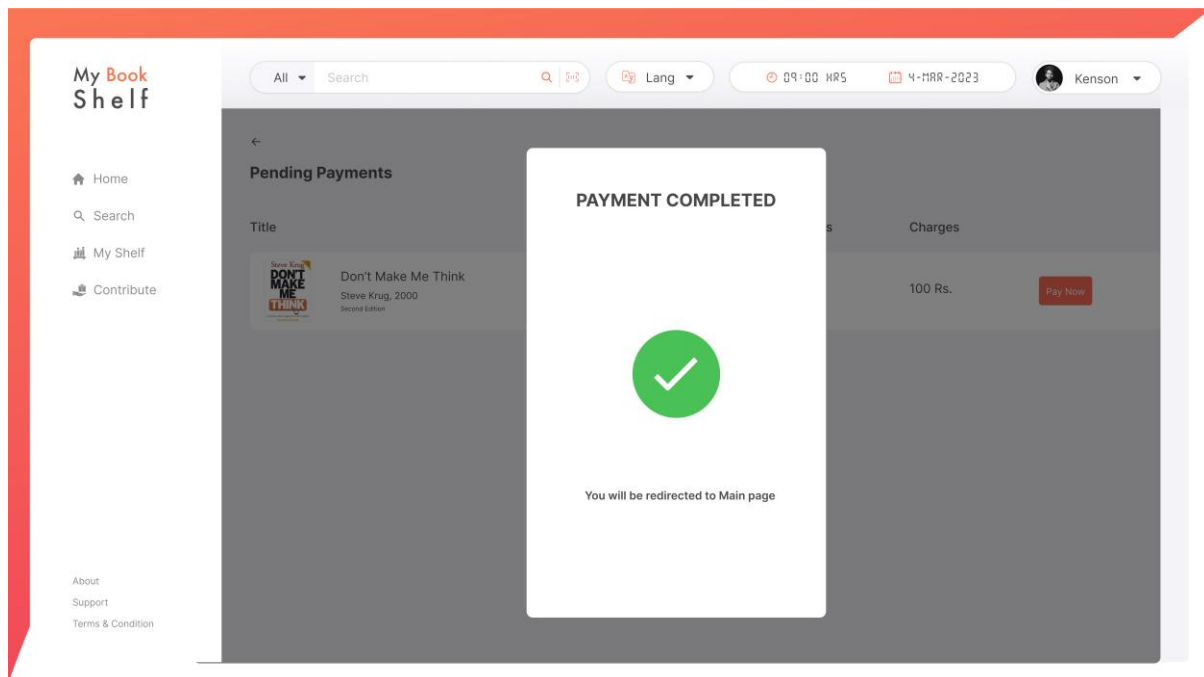 My Book
Shelf
All
Search
Lang
09:00 HRS
4-MAR-2023
Kenson
Home
Search
My Shelf
Contribute
About
Support
Terms & Condition
Pending Payments
Title
s
Charges
Steve Krug
DON'T
MAKE
ME
THINK
Don't Make Me Think
Steve Krug, 2000
Second Edition
100 Rs.
Pay Now
PAYMENT COMPLETED
You will be redirected to Main page